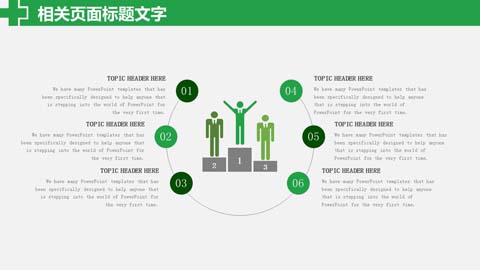 相关页面标题文字
TOPIC HEADER HERE
We have many PowerPoint templates that has
been specifically designed to help anyone that
is stepping into the world of PowerPoint for
the very first time.
01
TOPIC HEADER HERE
We have many PowerPoint templates that has
been specifically designed to help anyone that
is stepping into the world of PowerPoint for
the very first time.
02
TOPIC HEADER HERE
We have many PowerPoint templates that has
been specifically designed to help anyone that
is stepping into the world of PowerPoint for
the very first time.
03
2
1
3
04
TOPIC HEADER HERE
We have many PowerPoint templates that has
been specifically designed to help anyone
that is stepping into the world of
PowerPoint for the very first time.
05
TOPIC HEADER HERE
We have many PowerPoint templates that has
been specifically designed to help anyone
that is stepping into the world of
PowerPoint for the very first time.
06
TOPIC HEADER HERE
We have many PowerPoint templates that has
been specifically designed to help anyone
that is stepping into the world of
PowerPoint for the very first time.